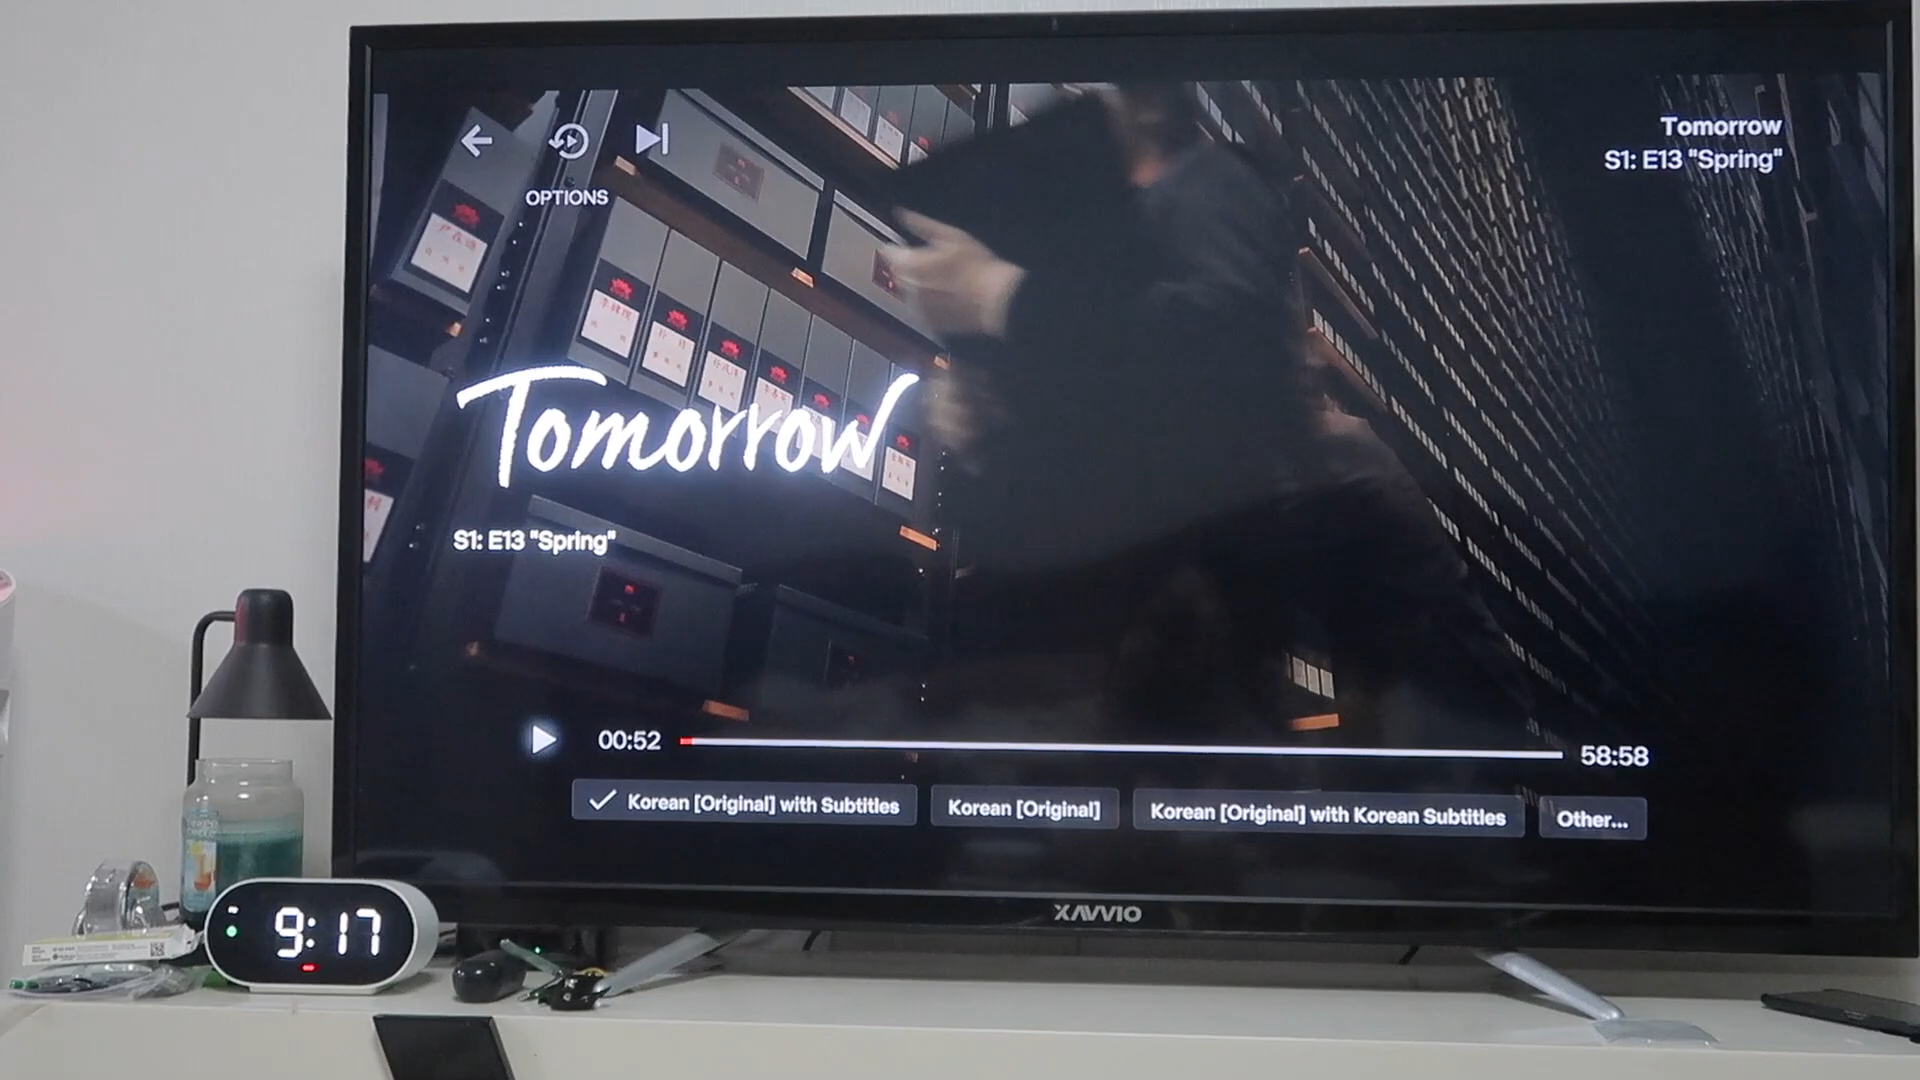 Tomorrow
S1: E13 "Spring"
OPTIONS
Tomorrow
S1: E13 "Spring"
00:52
58:58
Korean [Original] with Subtitles
Korean [Original]
Korean [Original] with Korean Subtitles
Other...
XAVVIO
9:17